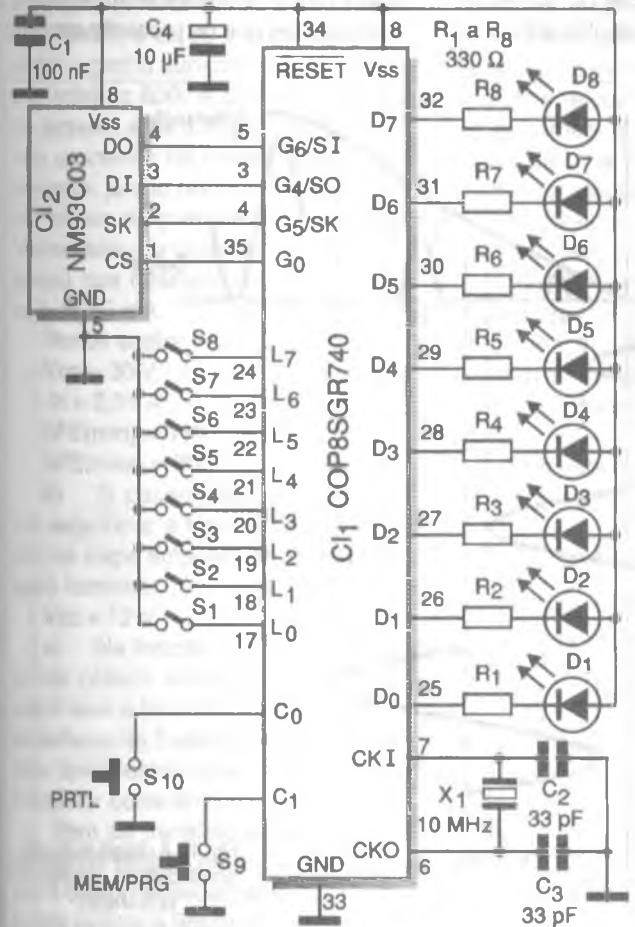 C1
100 nF
C4
10 µF
34
8
R1 a R8
330 Ω
RESET
Vss
8
Vss
CI2
NM93C03
DO
4
5
G6/SI
DI
3
3
G4/SO
SK
2
4
G5/SK
CS
1
35
G0
GND
5
CI1 COP8SGR740
D7
32
R8
D8
D6
31
R7
D7
D5
30
R6
D6
D4
29
R5
D5
D3
28
R4
D4
D2
27
R3
D3
D1
26
R2
D2
D0
25
R1
D1
S8
24
L7
S7
23
L6
S6
22
L5
S5
21
L4
S4
20
L3
S3
19
L2
S2
18
L1
S1
17
L0
C0
S10
PRTL
C1
S9
MEM/PRG
GND
33
CKI
7
X1
10 MHz
C2
33 pF
CKO
6
C3
33 pF